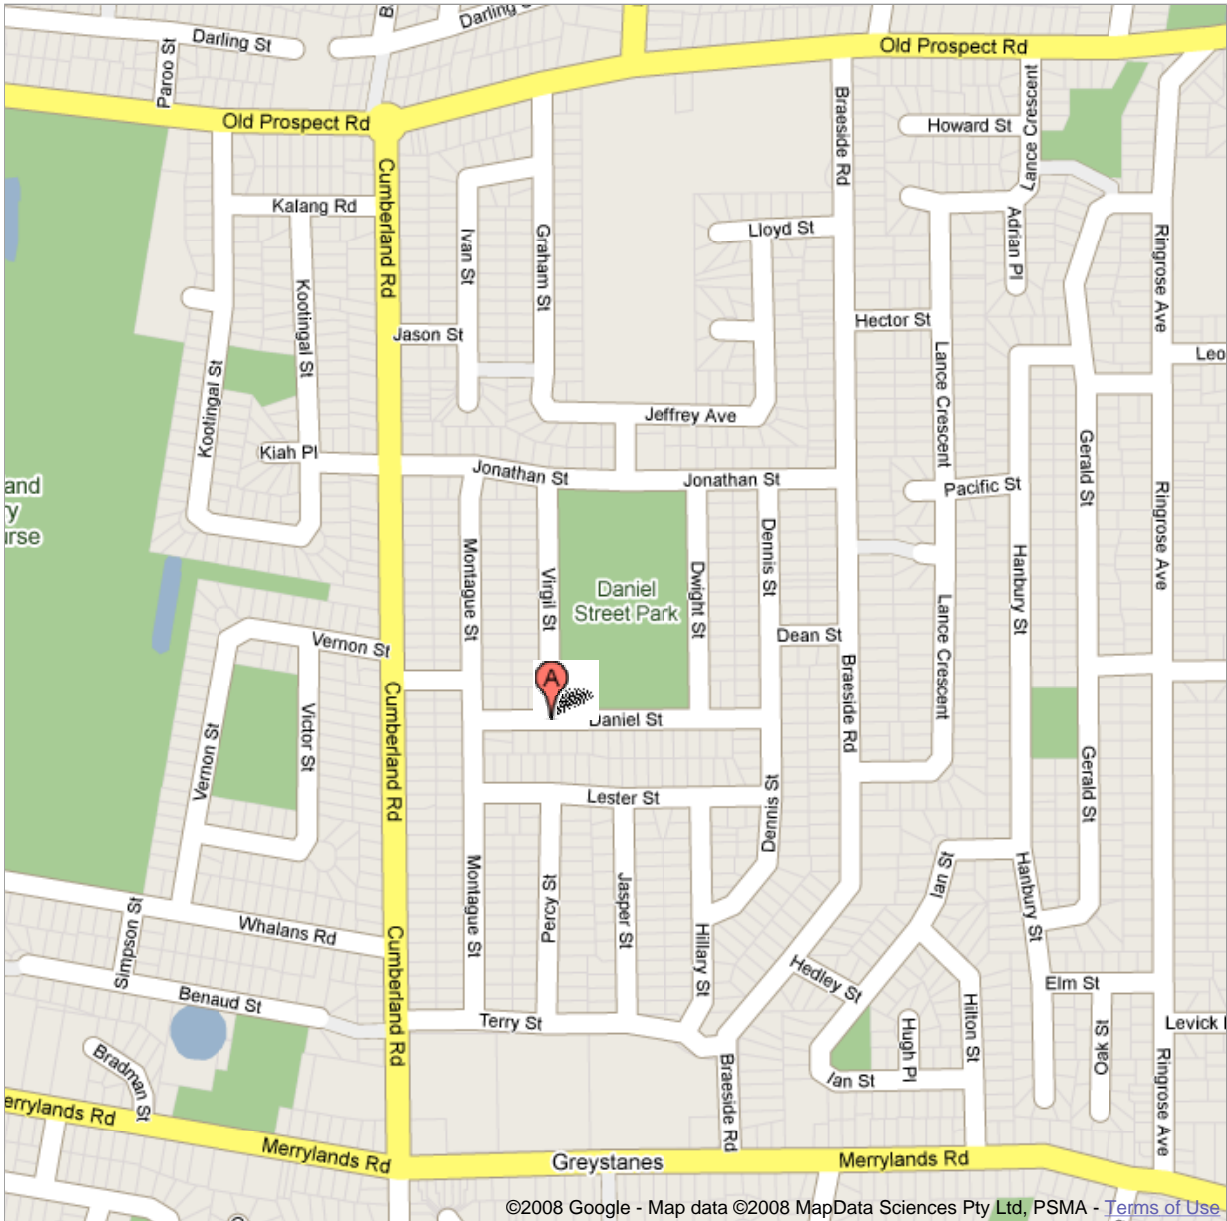 Darling St
Darling
B
Paroo St
Old Prospect Rd
Old Prospect Rd
Cumberland Rd
Kalang Rd
Ivan St
Graham St
Lloyd St
Braeside Rd
Howard St
Lance Crescent
Adrian Pl
Ringrose Ave
Kootingal St
Kootingal St
Jason St
Hector St
Lance Crescent
Leo
Jeffrey Ave
Kiah Pl
Jonathan St
Jonathan St
Pacific St
Gerald St
Ringrose Ave
and
ry
urse
Montague St
Virgil St
Daniel
Street Park
Dwight St
Dennis St
Dean St
Hanbury St
Lance Crescent
Vernon St
Braeside Rd
A
Daniel St
Cumberland Rd
Vernon St
Victor St
Lester St
Dennis St
Gerald St
Montague St
Percy St
Jasper St
Hillary St
Ian St
Hanbury St
Simpson St
Whalans Rd
Cumberland Rd
Hedley St
Elm St
Benaud St
Terry St
Hilton St
Hugh Pl
Oak St
Levick
Bradman St
Ian St
Braeside Rd
Ringrose Ave
errylands Rd
Merrylands Rd
Greystanes
Merrylands Rd
©2008 Google - Map data ©2008 MapData Sciences Pty Ltd, PSMA - Terms of Use